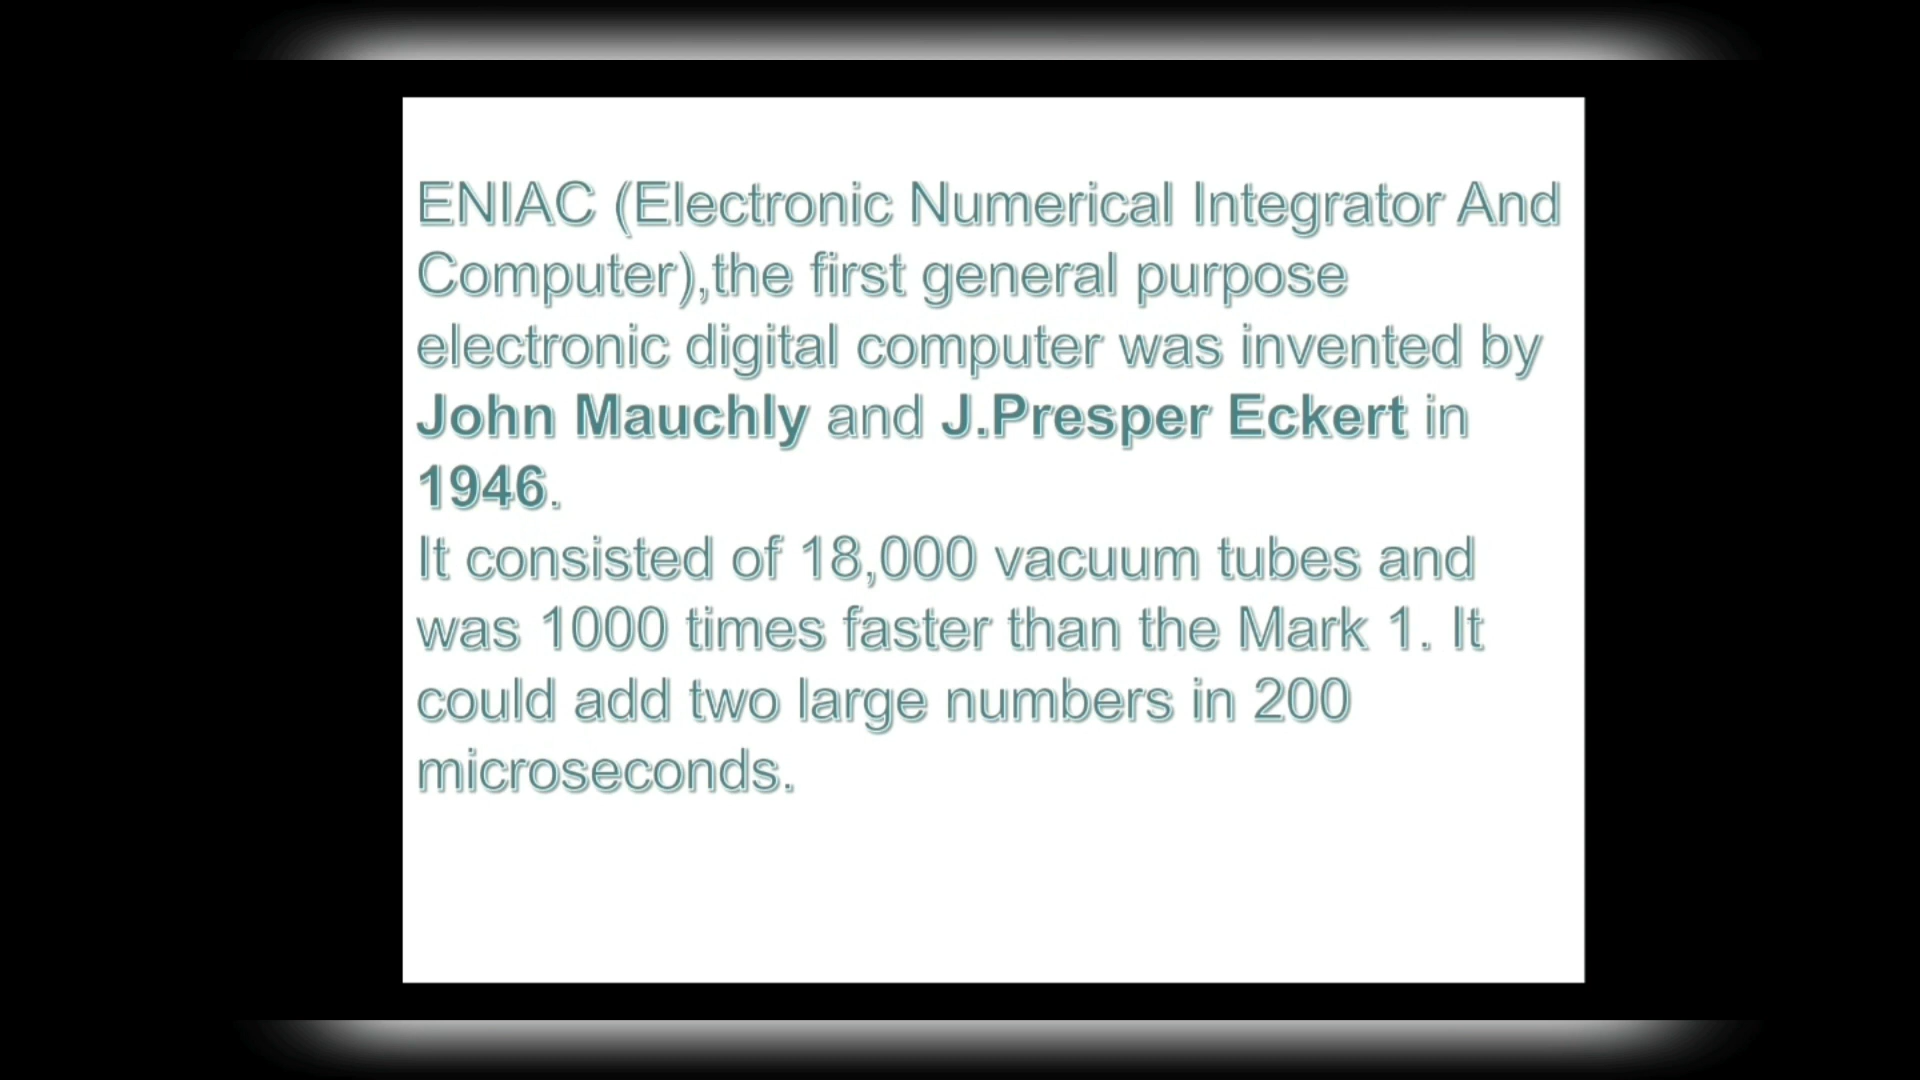 ENIAC (Electronic Numerical Integrator And
Computer),the first general purpose
electronic digital computer was invented by
John Mauchly and J.Presper Eckert in
1946.
It consisted of 18,000 vacuum tubes and
was 1000 times faster than the Mark 1. It
could add two large numbers in 200
microseconds.